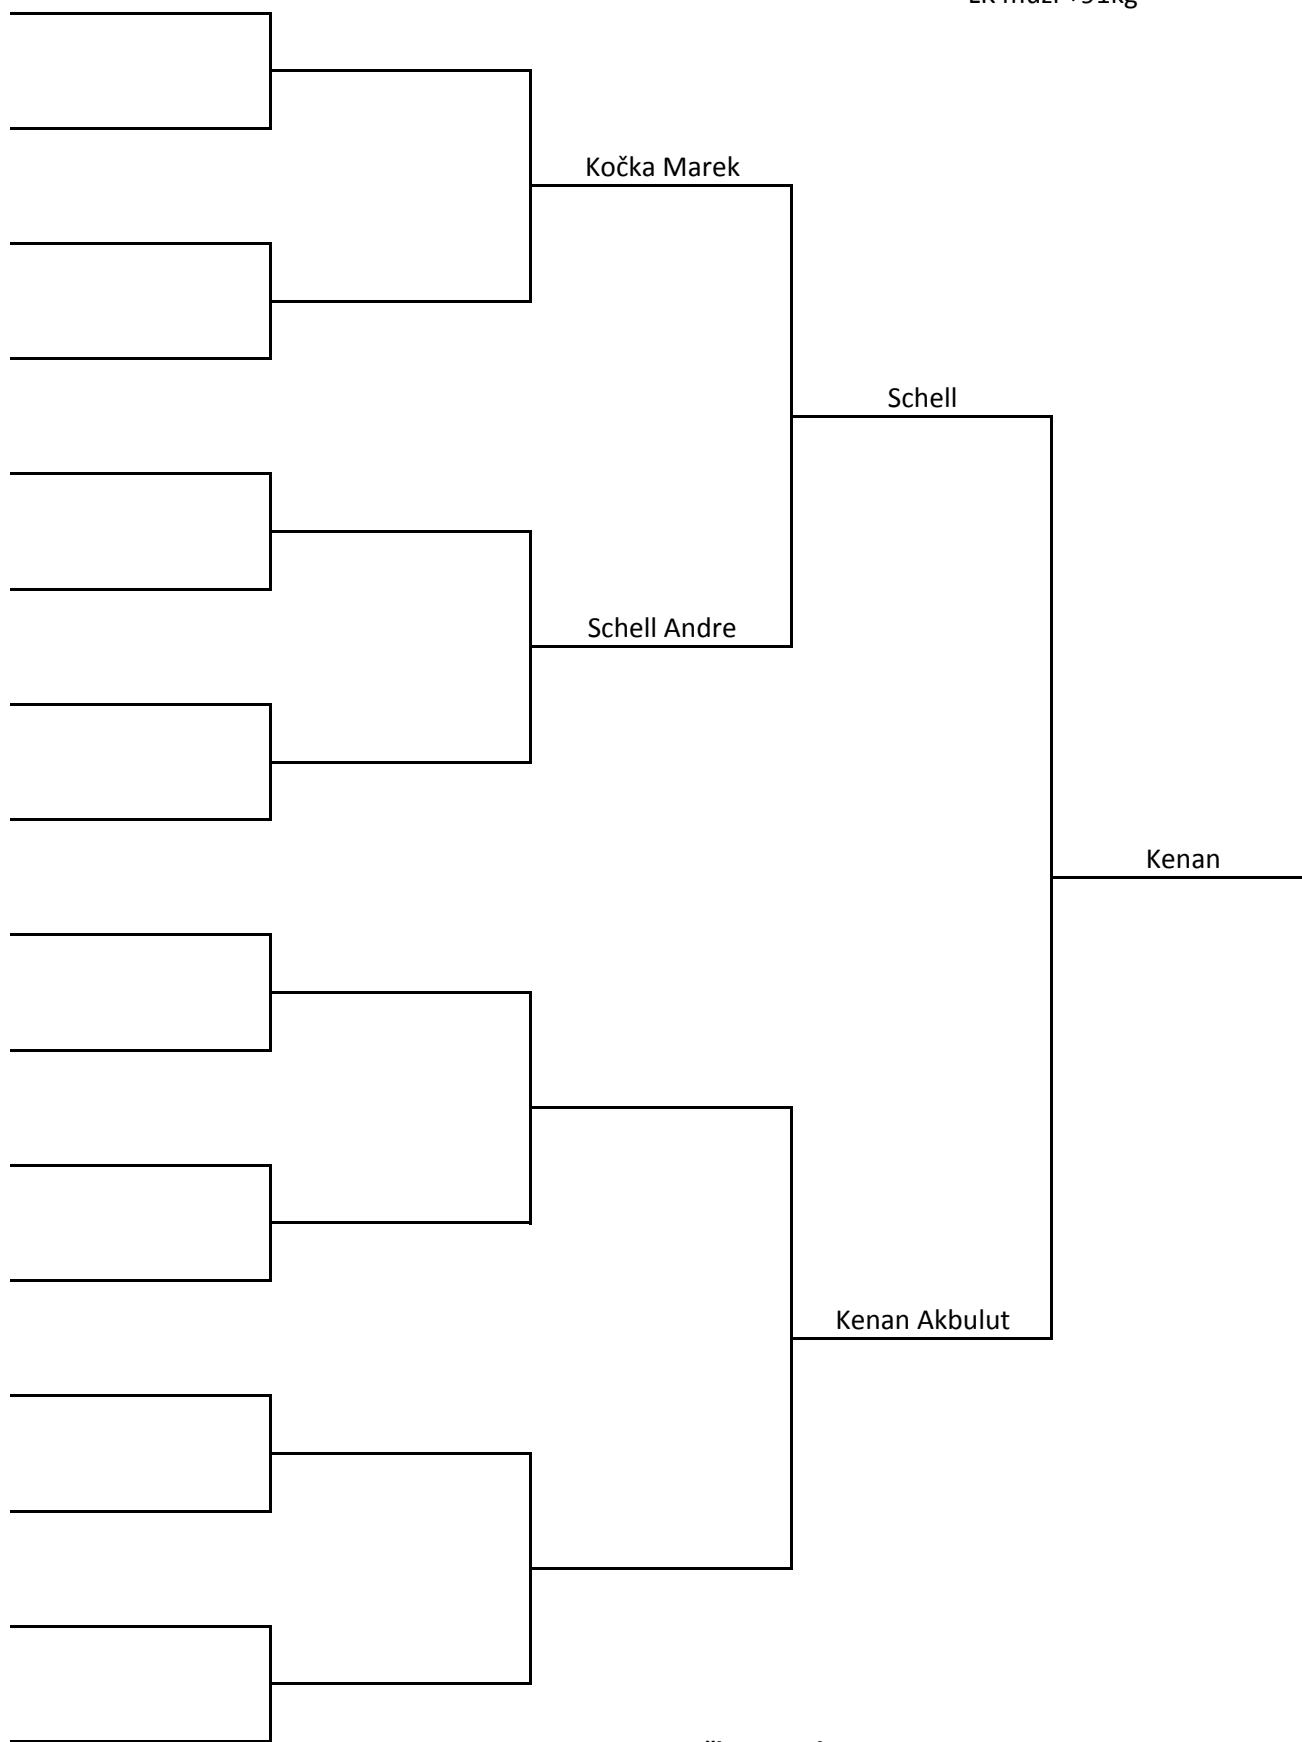 Kočka Marek
Schell
Schell Andre
Kenan
Kenan Akbulut